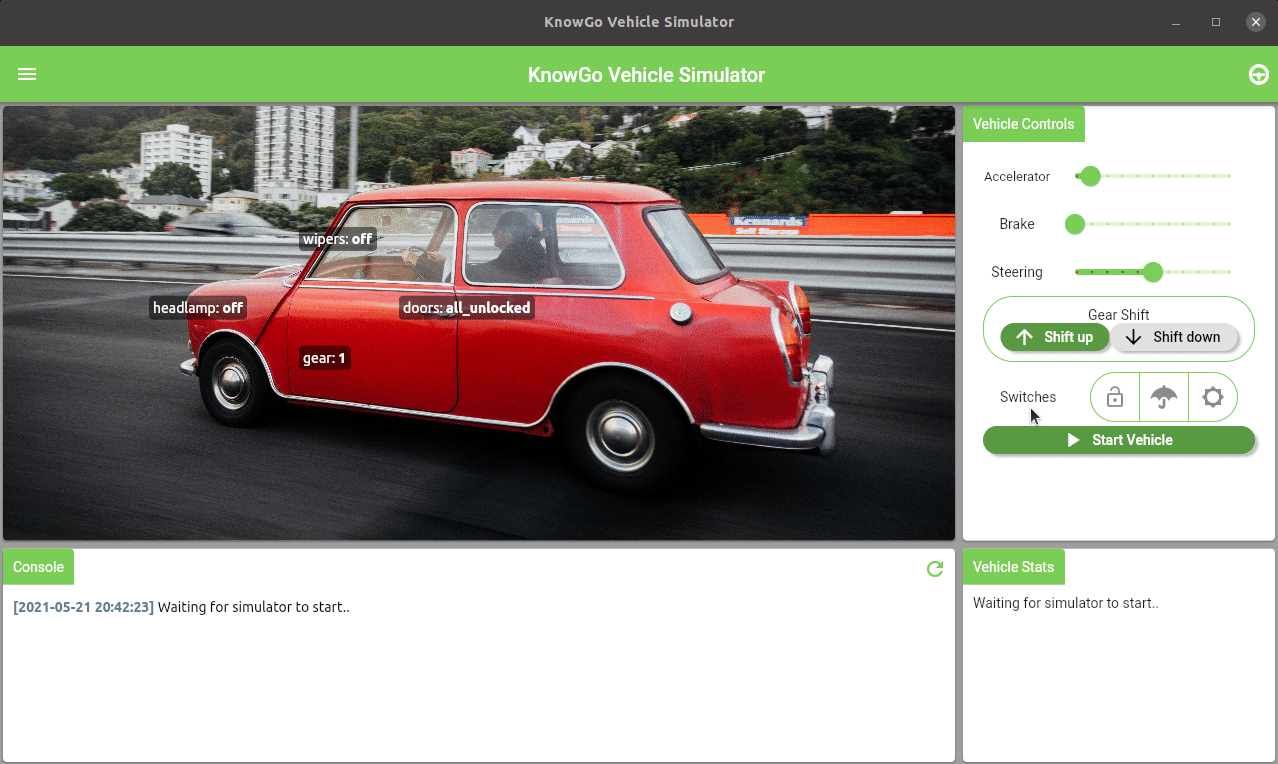 KnowGo Vehicle Simulator
KnowGo Vehicle Simulator
Vehicle Controls
Accelerator
Brake
wipers: off
Self Storage
Steering
headlamp: off
doors: all_unlocked
Gear Shift
Shift up
Shift down
gear: 1
Switches
Start Vehicle
Console
Vehicle Stats
[2021-05-21 20:42:23] Waiting for simulator to start..
Waiting for simulator to start..